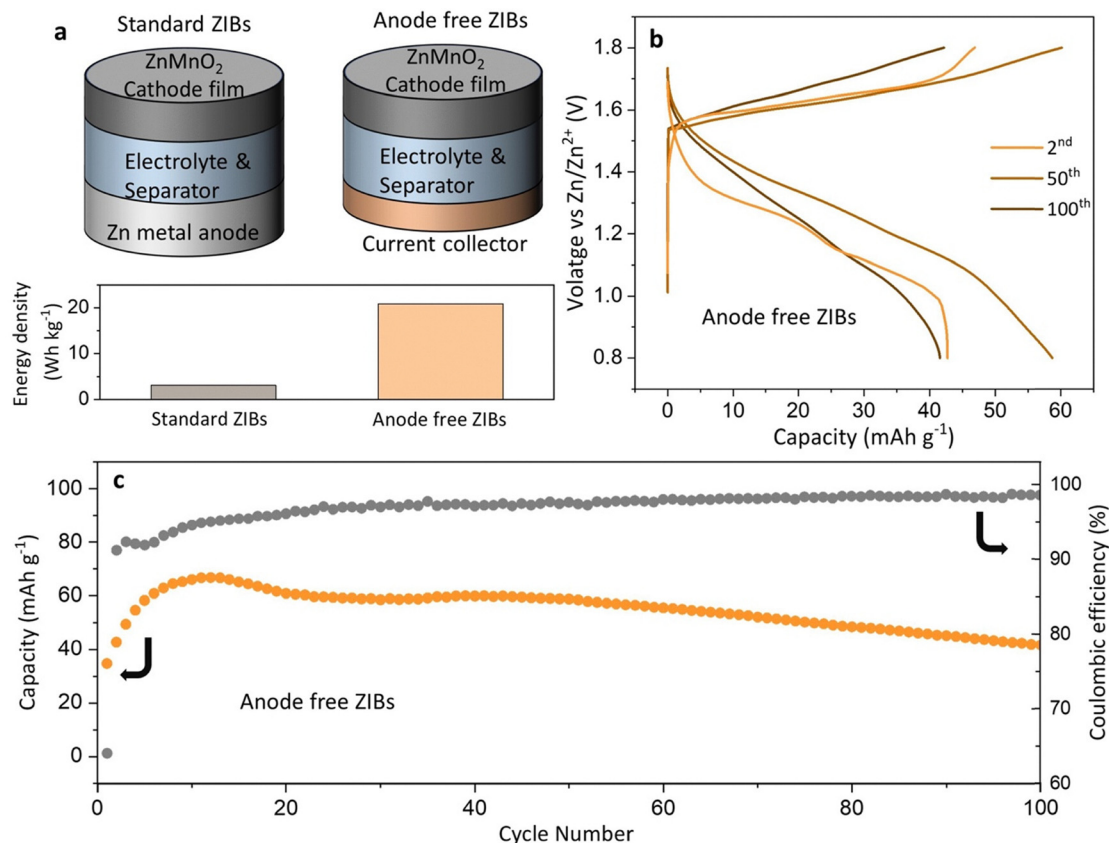 a
Standard ZIBs
Anode free ZIBs
ZnMnO₂
Cathode film
Electrolyte &
Separator
Zn metal anode
ZnMnO₂
Cathode film
Electrolyte &
Separator
Current collector
Energy density
(Wh kg⁻¹)
20
10
0
Standard ZIBs
Anode free ZIBs
b
Volatge vs Zn/Zn²⁺ (V)
1.8
1.6
1.4
1.2
1.0
0.8
2ⁿᵈ
50ᵗʰ
100ᵗʰ
Anode free ZIBs
0 10 20 30 40 50 60
Capacity (mAh g⁻¹)
c
Capacity (mAh g⁻¹)
100
80
60
40
20
0
Anode free ZIBs
100
90
80
70
60
Coulombic efficiency (%)
0 20 40 60 80 100
Cycle Number